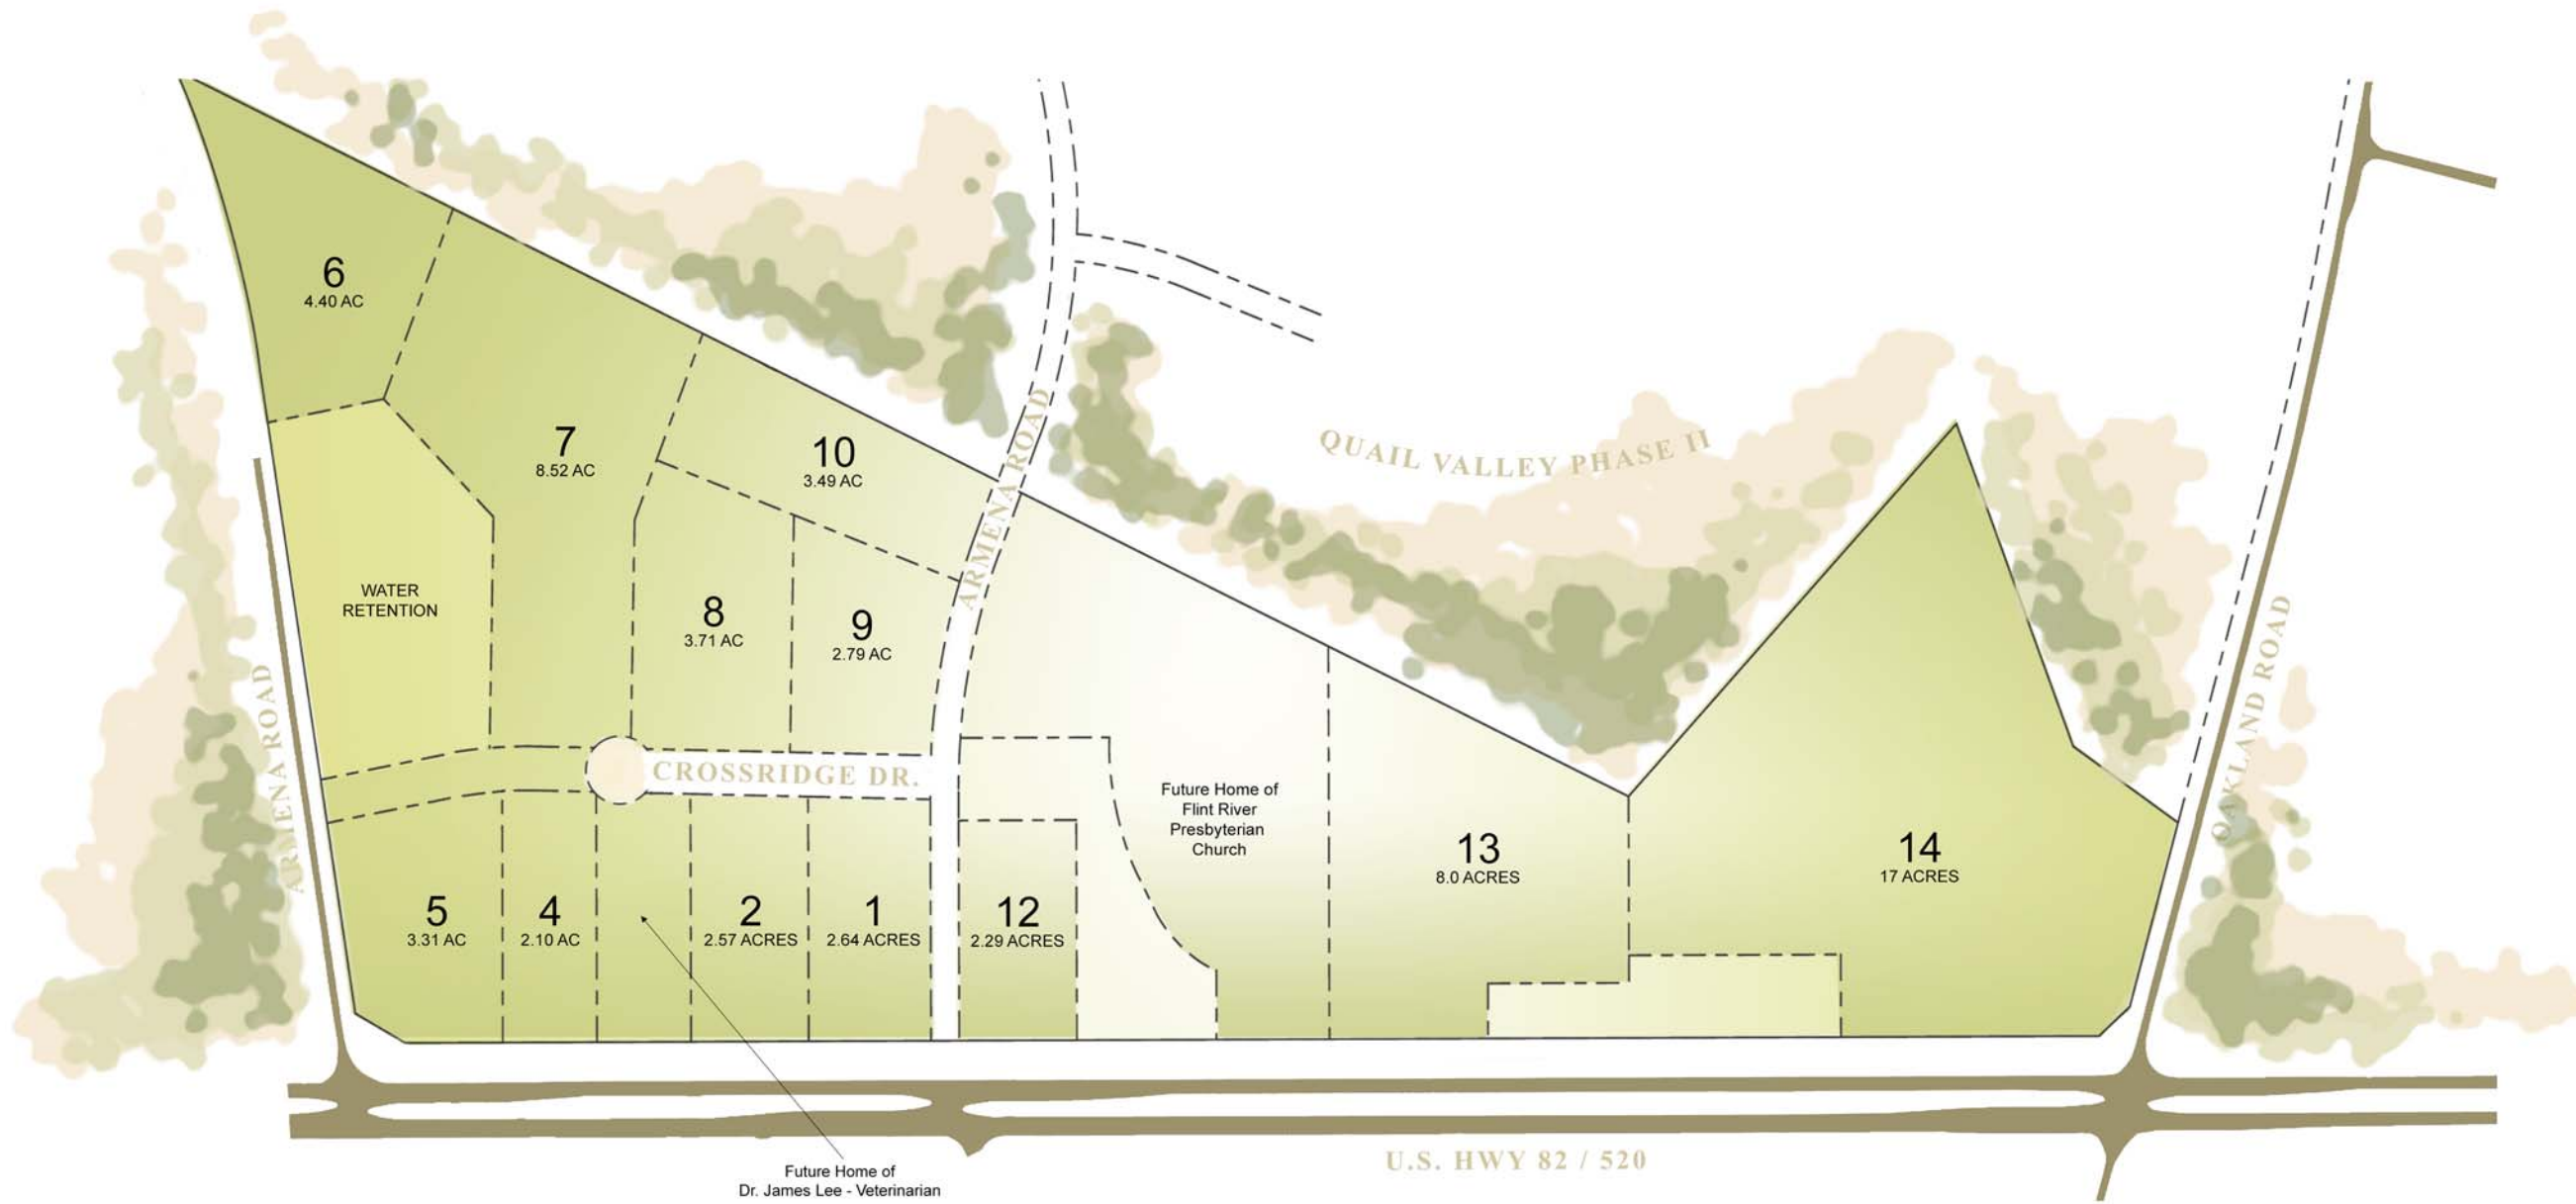 6
4.40 AC
7
8.52 AC
10
3.49 AC
ARMENA ROAD
QUAIL VALLEY PHASE II
WATER
RETENTION
8
3.71 AC
9
2.79 AC
ARMENA ROAD
OAKLAND ROAD
CROSSRIDGE DR.
Future Home of
Flint River
Presbyterian
Church
13
8.0 ACRES
14
17 ACRES
5
3.31 AC
4
2.10 AC
2
2.57 ACRES
1
2.64 ACRES
12
2.29 ACRES
U.S. HWY 82 / 520
Future Home of
Dr. James Lee - Veterinarian